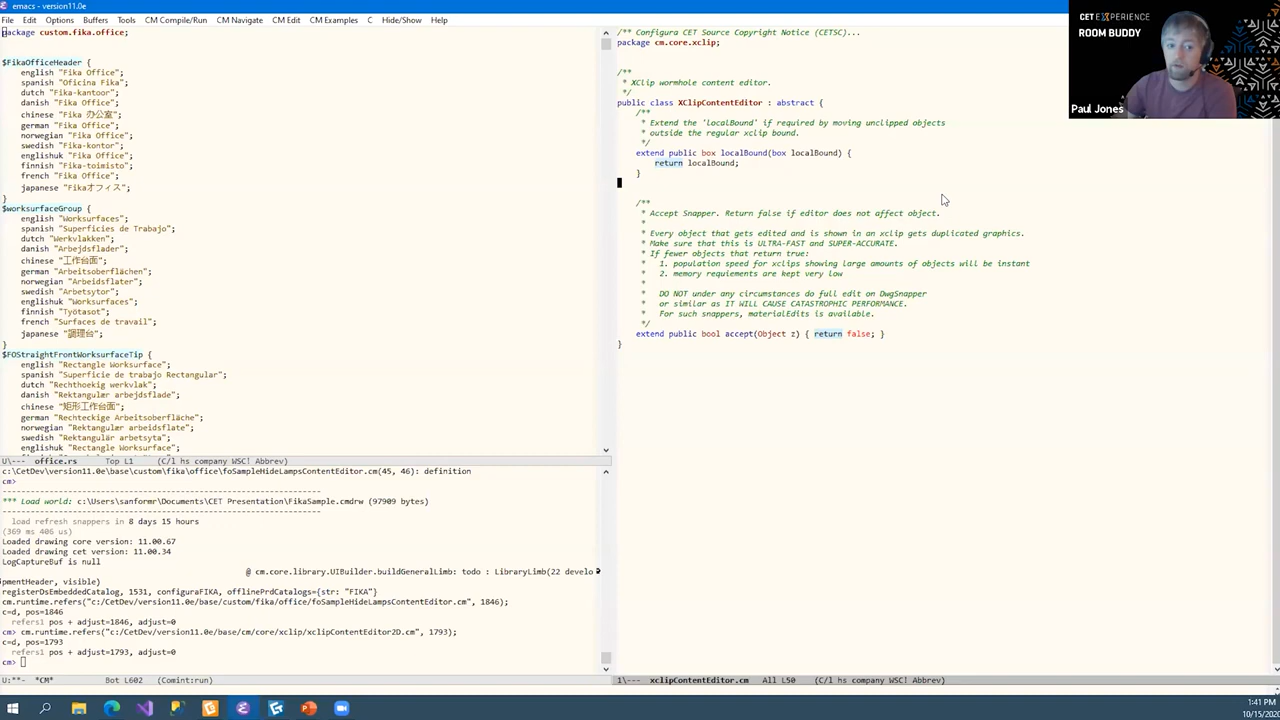 emacs - version11.0e
File Edit Options Buffers Tools CM Compile/Run CM Navigate CM Edit CM Examples C Hide/Show Help
package custom.fika.office;
$FikaOfficeHeader {
english "Fika Office";
spanish "Oficina Fika";
dutch "Fika-kantoor";
danish "Fika Office";
chinese "Fika 办公室";
german "Fika Office";
norwegian "Fika Office";
swedish "Fika-kontor";
englishuk "Fika Office";
finnish "Fika-toimisto";
french "Fika Office";
japanese "Fikaオフィス";
}
$worksurfaceGroup {
english "Worksurfaces";
spanish "Superficies de Trabajo";
dutch "Werkvlakken";
danish "Arbejdsflader";
chinese "工作台面";
german "Arbeitsoberflächen";
norwegian "Arbeidsflater";
swedish "Arbetsytor";
englishuk "Worksurfaces";
finnish "Työtasot";
french "Surfaces de travail";
japanese "調理台";
}
$FOStraightFrontWorksurfaceTip {
english "Rectangle Worksurface";
spanish "Superficie de trabajo Rectangular";
dutch "Rechthoekig werkvlak";
danish "Rektangulær arbejdsflade";
chinese "矩形工作台面";
german "Rechteckige Arbeitsoberfläche";
norwegian "Rektangulær arbeidsflate";
swedish "Rektangulär arbetsyta";
englishuk "Rectangle Worksurface";
U\--- office.rs Top L1 (C/l hs company WSC! Abbrev)
c:\CetDev\version11.0e\base\custom\fika\office\foSampleHideLampsContentEditor.cm(45, 46): definition
cm>
*** Load world: c:\Users\sanformr\Documents\CET Presentation\FikaSample.cmdrw (97909 bytes)
load refresh snappers in 8 days 15 hours
(369 ms 406 us)
Loaded drawing core version: 11.00.67
Loaded drawing cet version: 11.00.34
LogCaptureBuf is null
@ cm.core.library.UIBuilder.buildGeneralLimb: todo : LibraryLimb(22 develo
pmentHeader, visible)
registerDsEmbeddedCatalog, 1531, configuraFIKA, offlinePrdCatalogs={str: "FIKA"}
cm.runtime.refers("c:/CetDev/version11.0e/base/custom/fika/office/foSampleHideLampsContentEditor.cm", 1846);
c=d, pos=1846
refers1 pos + adjust=1846, adjust=0
cm> cm.runtime.refers("c:/CetDev/version11.0e/base/cm/core/xclip/xclipContentEditor2D.cm", 1793);
c=d, pos=1793
refers1 pos + adjust=1793, adjust=0
cm>
U:**- *CM* Bot L602 (Comint:run)
/** Configura CET Source Copyright Notice (CETSC)...
package cm.core.xclip;
/**
* XClip wormhole content editor.
*/
public class XClipContentEditor : abstract {
/**
* Extend the 'localBound' if required by moving unclipped objects
* outside the regular xclip bound.
*/
extend public box localBound(box localBound) {
return localBound;
}
/**
* Accept Snapper. Return false if editor does not affect object.
*
* Every object that gets edited and is shown in an xclip gets duplicated graphics.
* Make sure that this is ULTRA-FAST and SUPER-ACCURATE.
* If fewer objects that return true:
* 1. population speed for xclips showing large amounts of objects will be instant
* 2. memory requiements are kept very low
*
* DO NOT under any circumstances do full edit on DwgSnapper
* or similar as IT WILL CAUSE CATASTROPHIC PERFORMANCE.
* For such snappers, materialEdits is available.
*/
extend public bool accept(Object z) { return false; }
}
1\--- xclipContentEditor.cm All L50 (C/l hs company WSC! Abbrev)
CET EXPERIENCE
ROOM BUDDY
Paul Jones
1:41 PM
10/15/2020